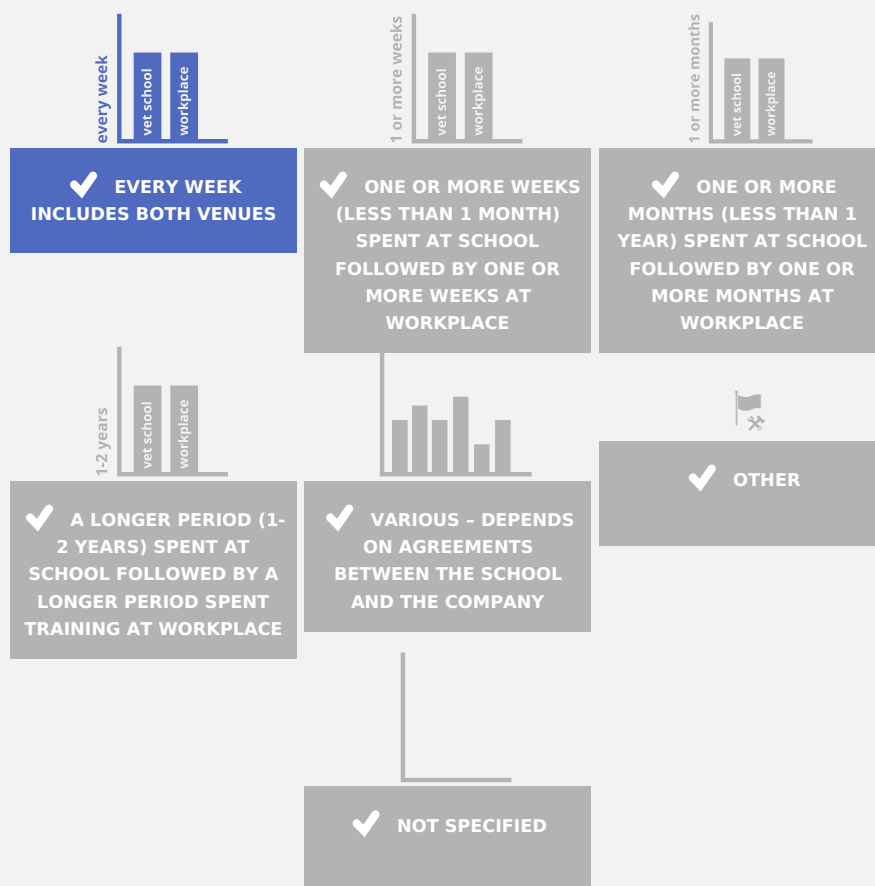 every week
vet school
workplace
EVERY WEEK
INCLUDES BOTH VENUES
1 or more weeks
vet school
workplace
ONE OR MORE WEEKS
(LESS THAN 1 MONTH)
SPENT AT SCHOOL
FOLLOWED BY ONE OR
MORE WEEKS AT
WORKPLACE
1 or more months
vet school
workplace
ONE OR MORE
MONTHS (LESS THAN 1
YEAR) SPENT AT SCHOOL
FOLLOWED BY ONE OR
MORE MONTHS AT
WORKPLACE
1-2 years
vet school
workplace
A LONGER PERIOD (1-
2 YEARS) SPENT AT
SCHOOL FOLLOWED BY A
LONGER PERIOD SPENT
TRAINING AT WORKPLACE
VARIOUS – DEPENDS
ON AGREEMENTS
BETWEEN THE SCHOOL
AND THE COMPANY
OTHER
NOT SPECIFIED